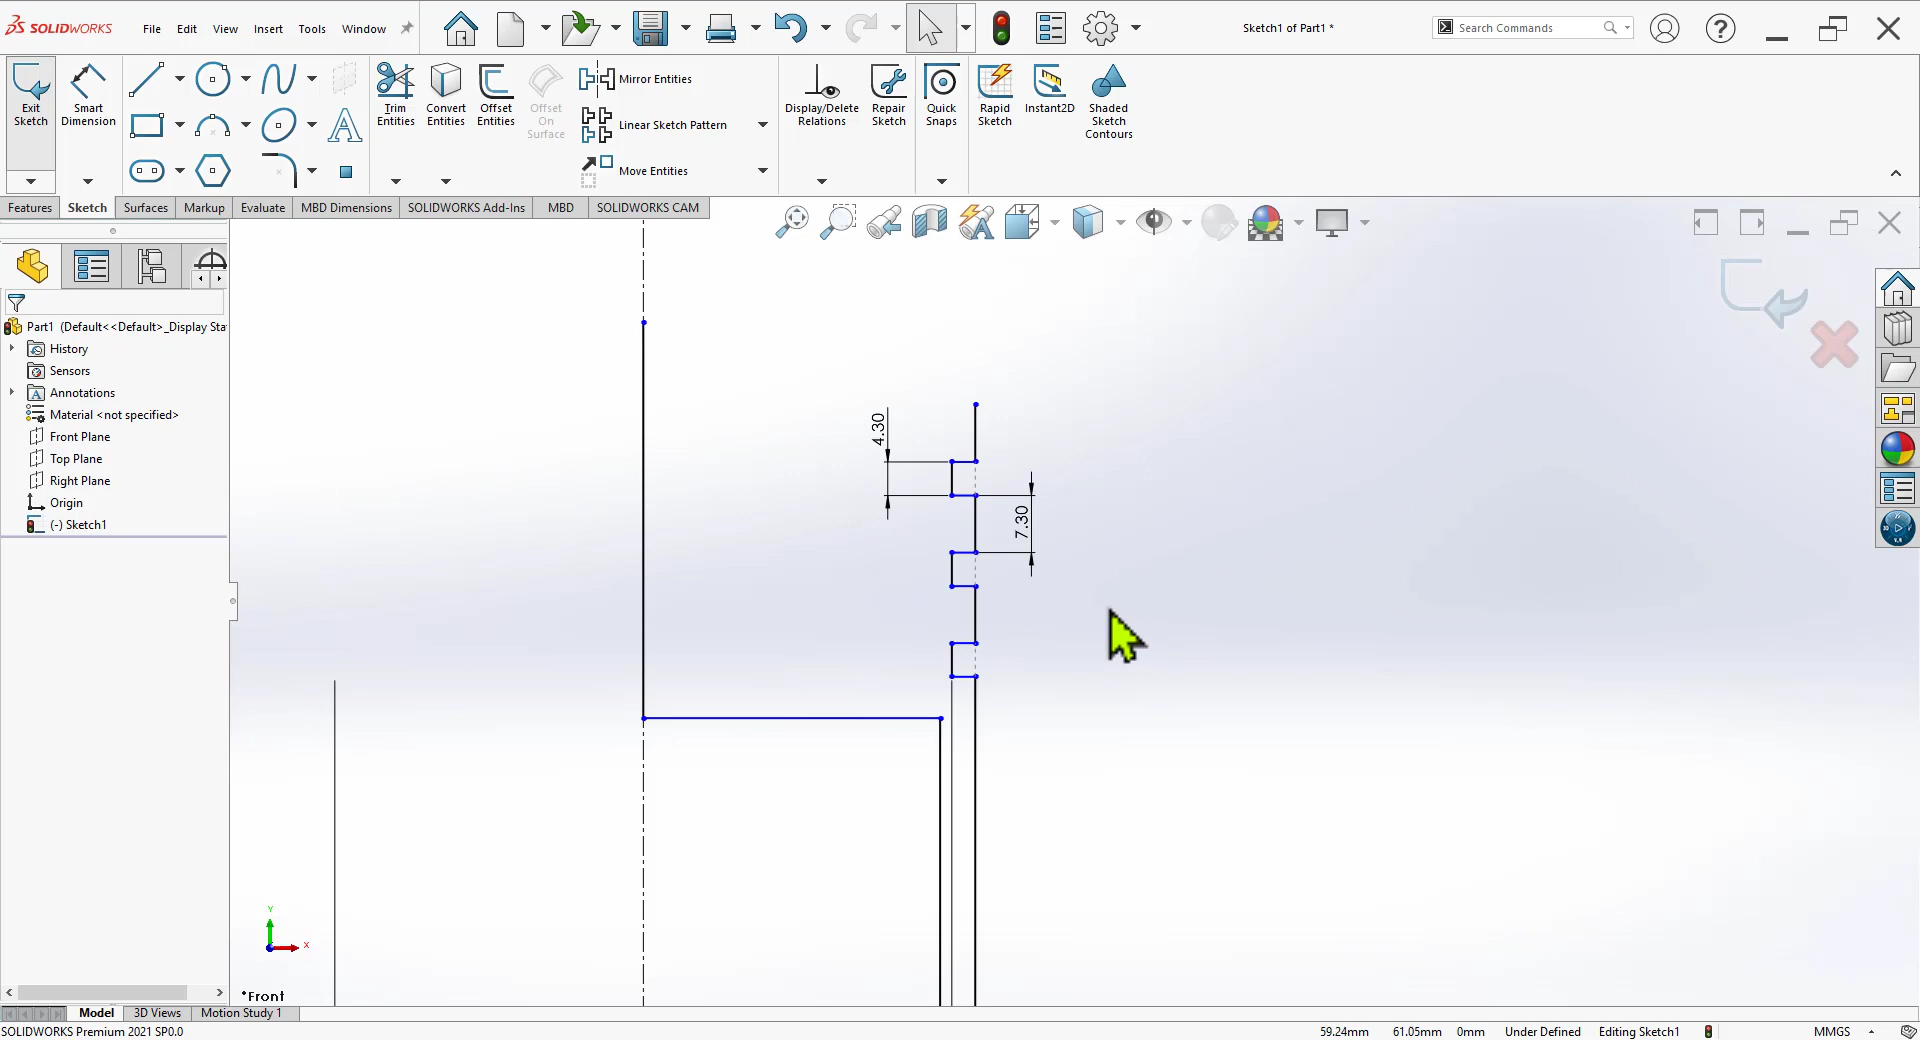 SOLIDWORKS
File Edit View Insert Tools Window
Sketch1 of Part1 *
Search Commands
Exit Sketch
Smart Dimension
Trim Entities
Convert Entities
Offset Entities
Offset On Surface
Mirror Entities
Linear Sketch Pattern
Move Entities
Display/Delete Relations
Repair Sketch
Quick Snaps
Rapid Sketch
Instant2D
Shaded Sketch Contours
Features Sketch Surfaces Markup Evaluate MBD Dimensions SOLIDWORKS Add-Ins MBD SOLIDWORKS CAM
Part1 (Default<<Default>_Display Sta
History
Sensors
Annotations
Material <not specified>
Front Plane
Top Plane
Right Plane
Origin
(-) Sketch1
4.30
7.30
Y
X
*Front
Model 3D Views Motion Study 1
SOLIDWORKS Premium 2021 SP0.0
59.24mm 61.05mm 0mm Under Defined Editing Sketch1 MMGS